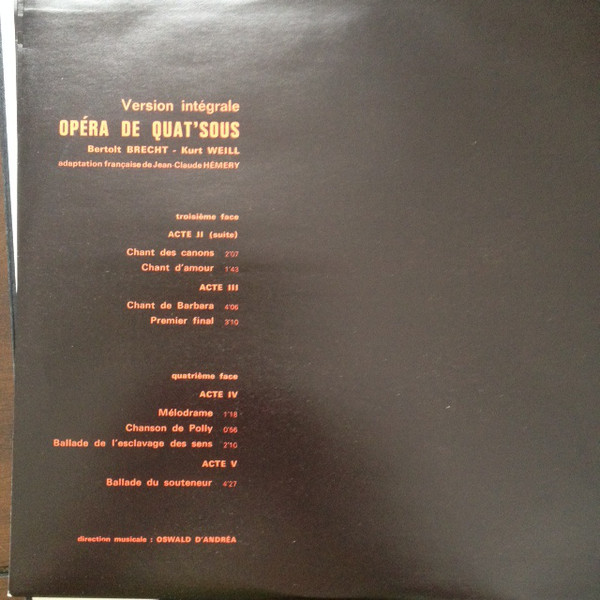 Version intégrale
OPÉRA DE QUAT'SOUS
Bertolt BRECHT - Kurt WEILL
adaptation française de Jean-Claude HÉMERY
troisième face
ACTE II (suite)
Chant des canons 2'07
Chant d'amour 1'43
ACTE III
Chant de Barbara 4'06
Premier final 3'10
quatrième face
ACTE IV
Mélodrame 1'18
Chanson de Polly 0'56
Ballade de l'esclavage des sens 2'10
ACTE V
Ballade du souteneur 4'27
direction musicale : OSWALD D'ANDRÉA